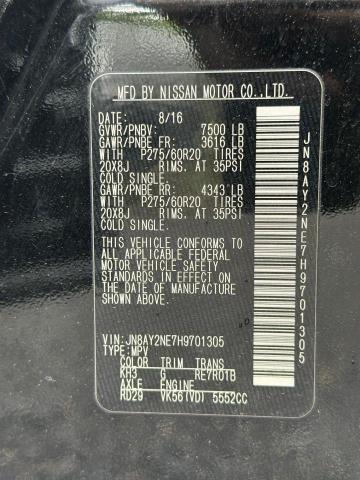 MFD BY NISSAN MOTOR CO.,LTD.
DATE: 8/16
GVWR/PNBV: 7500 LB
GAWR/PNBE FR: 3616 LB
WITH P275/60R20 TIRES
20X8J RIMS, AT 35PSI
COLD SINGLE.
GAWR/PNBE RR: 4343 LB
WITH P275/60R20 TIRES
20X8J RIMS, AT 35PSI
COLD SINGLE.
THIS VEHICLE CONFORMS TO
ALL APPLICABLE FEDERAL
MOTOR VEHICLE SAFETY
STANDARDS IN EFFECT ON
THE DATE OF MANUFACTURE
SHOWN ABOVE.
VIN:JN8AY2NE7H9701305
TYPE:MPV
COLOR TRIM TRANS
KH3 G RE7R01B
AXLE ENGINE
RD29 VK56(VD) 5552CC
JN8AY2NE7H9701305